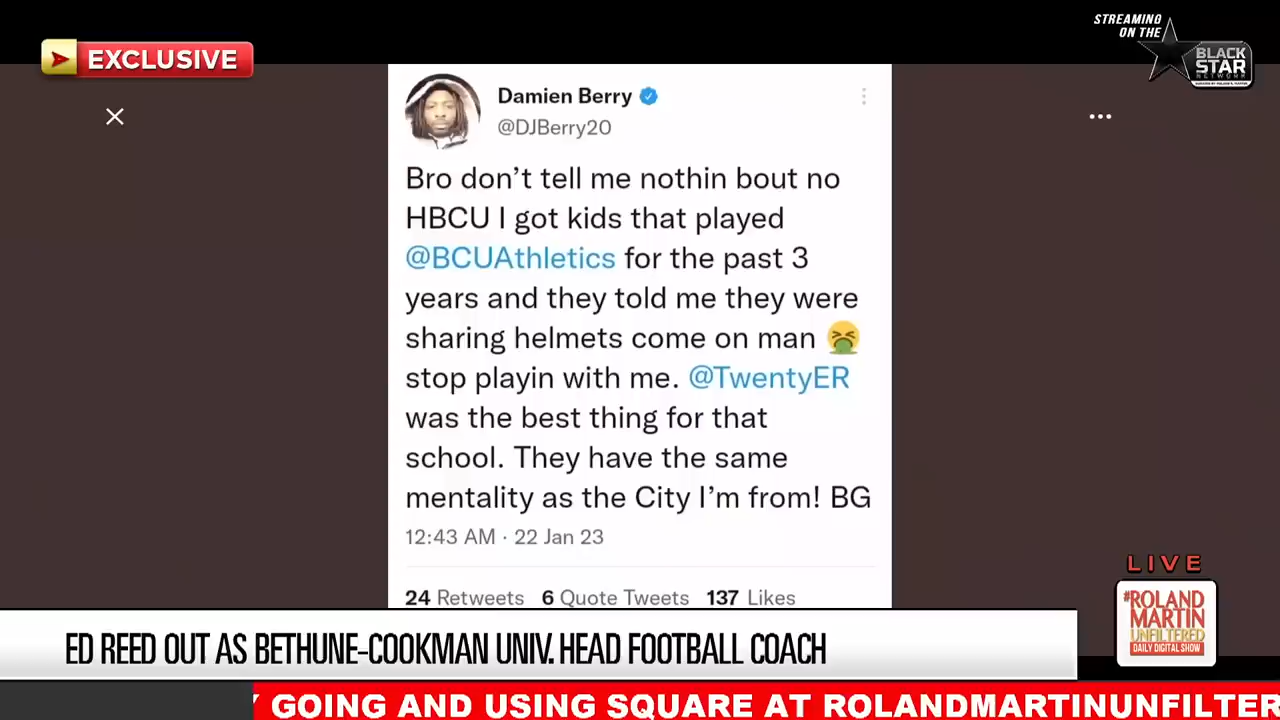 STREAMING
ON THE
BLACK
STAR
NETWORK
EXCLUSIVE
Damien Berry
@DJBerry20
Bro don’t tell me nothin bout no
HBCU I got kids that played
@BCUAthletics for the past 3
years and they told me they were
sharing helmets come on man 🤮
stop playin with me. @TwentyER
was the best thing for that
school. They have the same
mentality as the City I’m from! BG
12:43 AM · 22 Jan 23
24 Retweets 6 Quote Tweets 137 Likes
LIVE
#ROLAND
MARTIN
UNFILTERED
DAILY DIGITAL SHOW
ED REED OUT AS BETHUNE-COOKMAN UNIV. HEAD FOOTBALL COACH
GOING AND USING SQUARE AT ROLANDMARTINUNFILTER